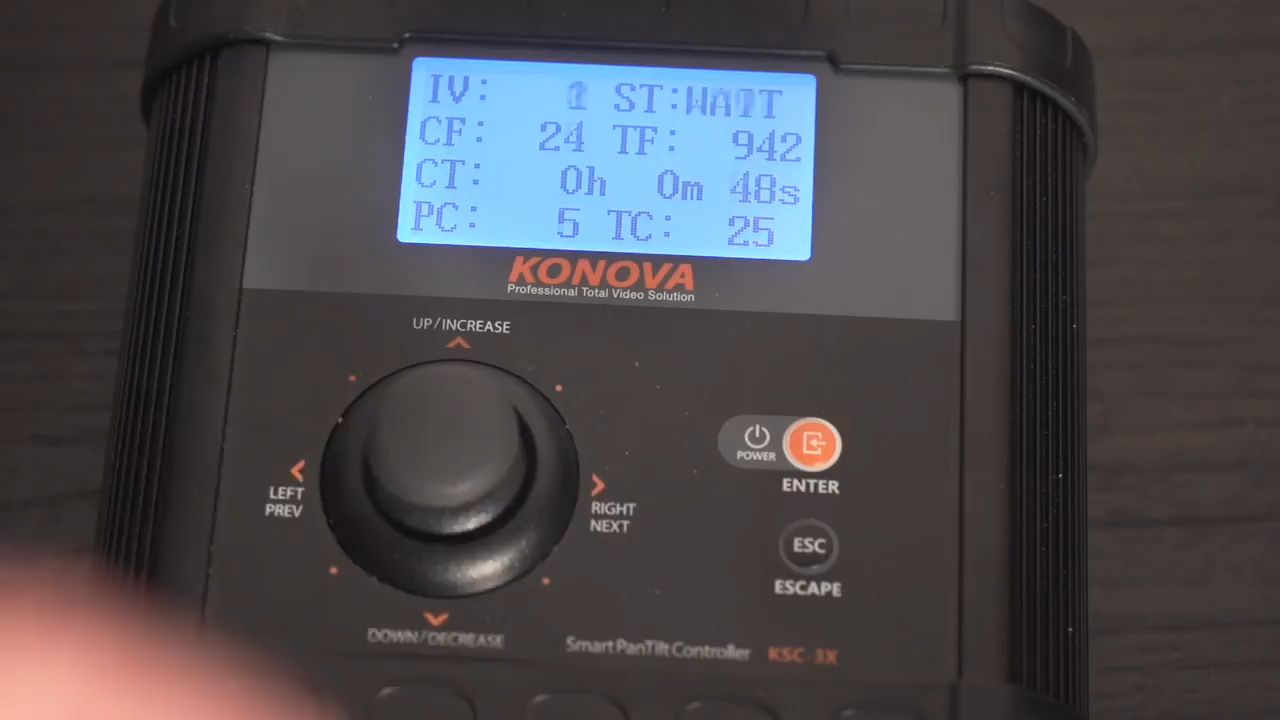 IV: ST:WAIT
CF: 24 TF: 942
CT: 0h 0m 48s
PC: 5 TC: 25
KONOVA
Professional Total Video Solution
UP/INCREASE
LEFT
PREV
RIGHT
NEXT
POWER
ENTER
ESC
ESCAPE
DOWN/DECREASE
Smart PanTilt Controller KSC-3X